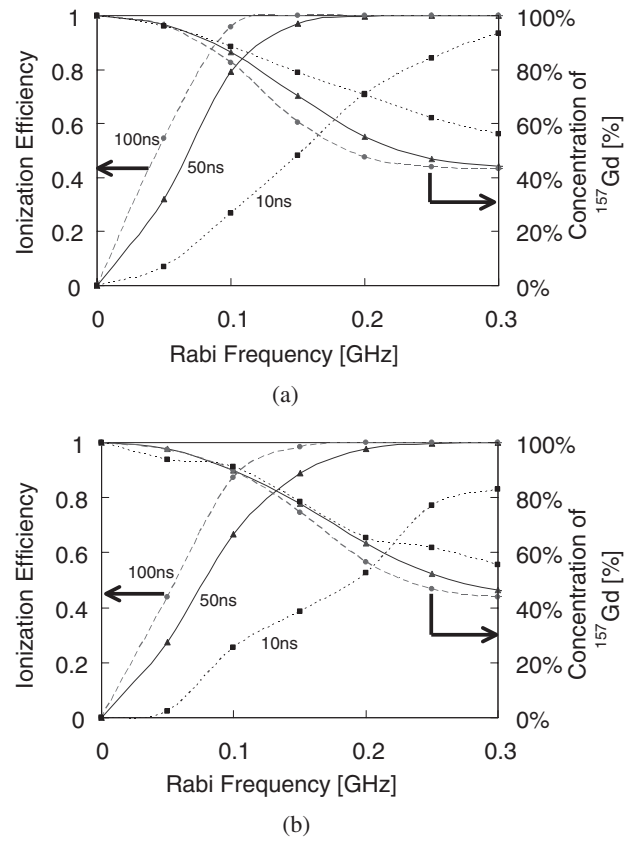 1
0.8
0.6
0.4
0.2
0
Ionization Efficiency
100ns
50ns
10ns
100%
80%
60%
40%
20%
0%
Concentration of
¹⁵⁷Gd [%]
0
0.1
0.2
0.3
Rabi Frequency [GHz]
(a)
1
0.8
0.6
0.4
0.2
0
Ionization Efficiency
100ns
50ns
10ns
100%
80%
60%
40%
20%
0%
Concentration of
¹⁵⁷Gd [%]
0
0.1
0.2
0.3
Rabi Frequency [GHz]
(b)